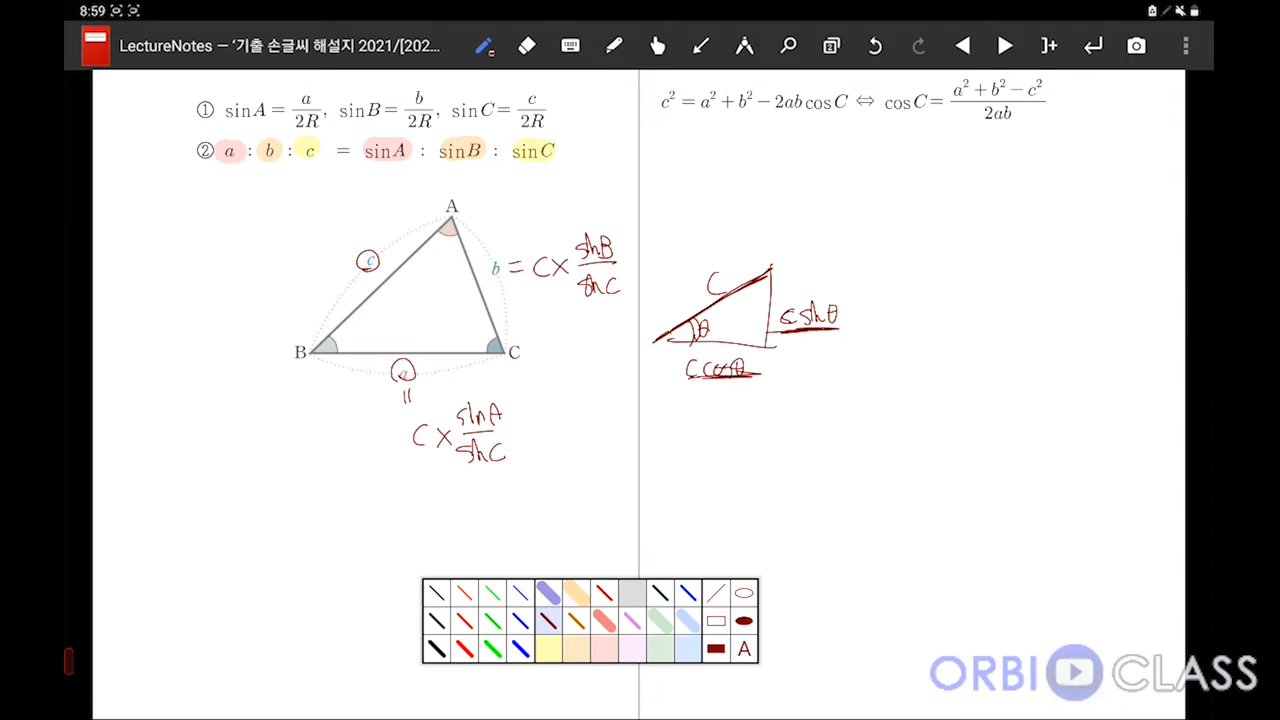 8:59
LectureNotes — ‘기출 손글씨 해설지 2021/[202...
① sinA = a/2R, sinB = b/2R, sinC = c/2R
② a : b : c = sinA : sinB : sinC
c² = a² + b² − 2ab cosC ⇔ cosC = (a² + b² − c²)/2ab
A
c
b = C × sinB/sinC
B
C
a
=
C × sinA/sinC
C
θ
c sinθ
C cosθ
A
ORBI CLASS